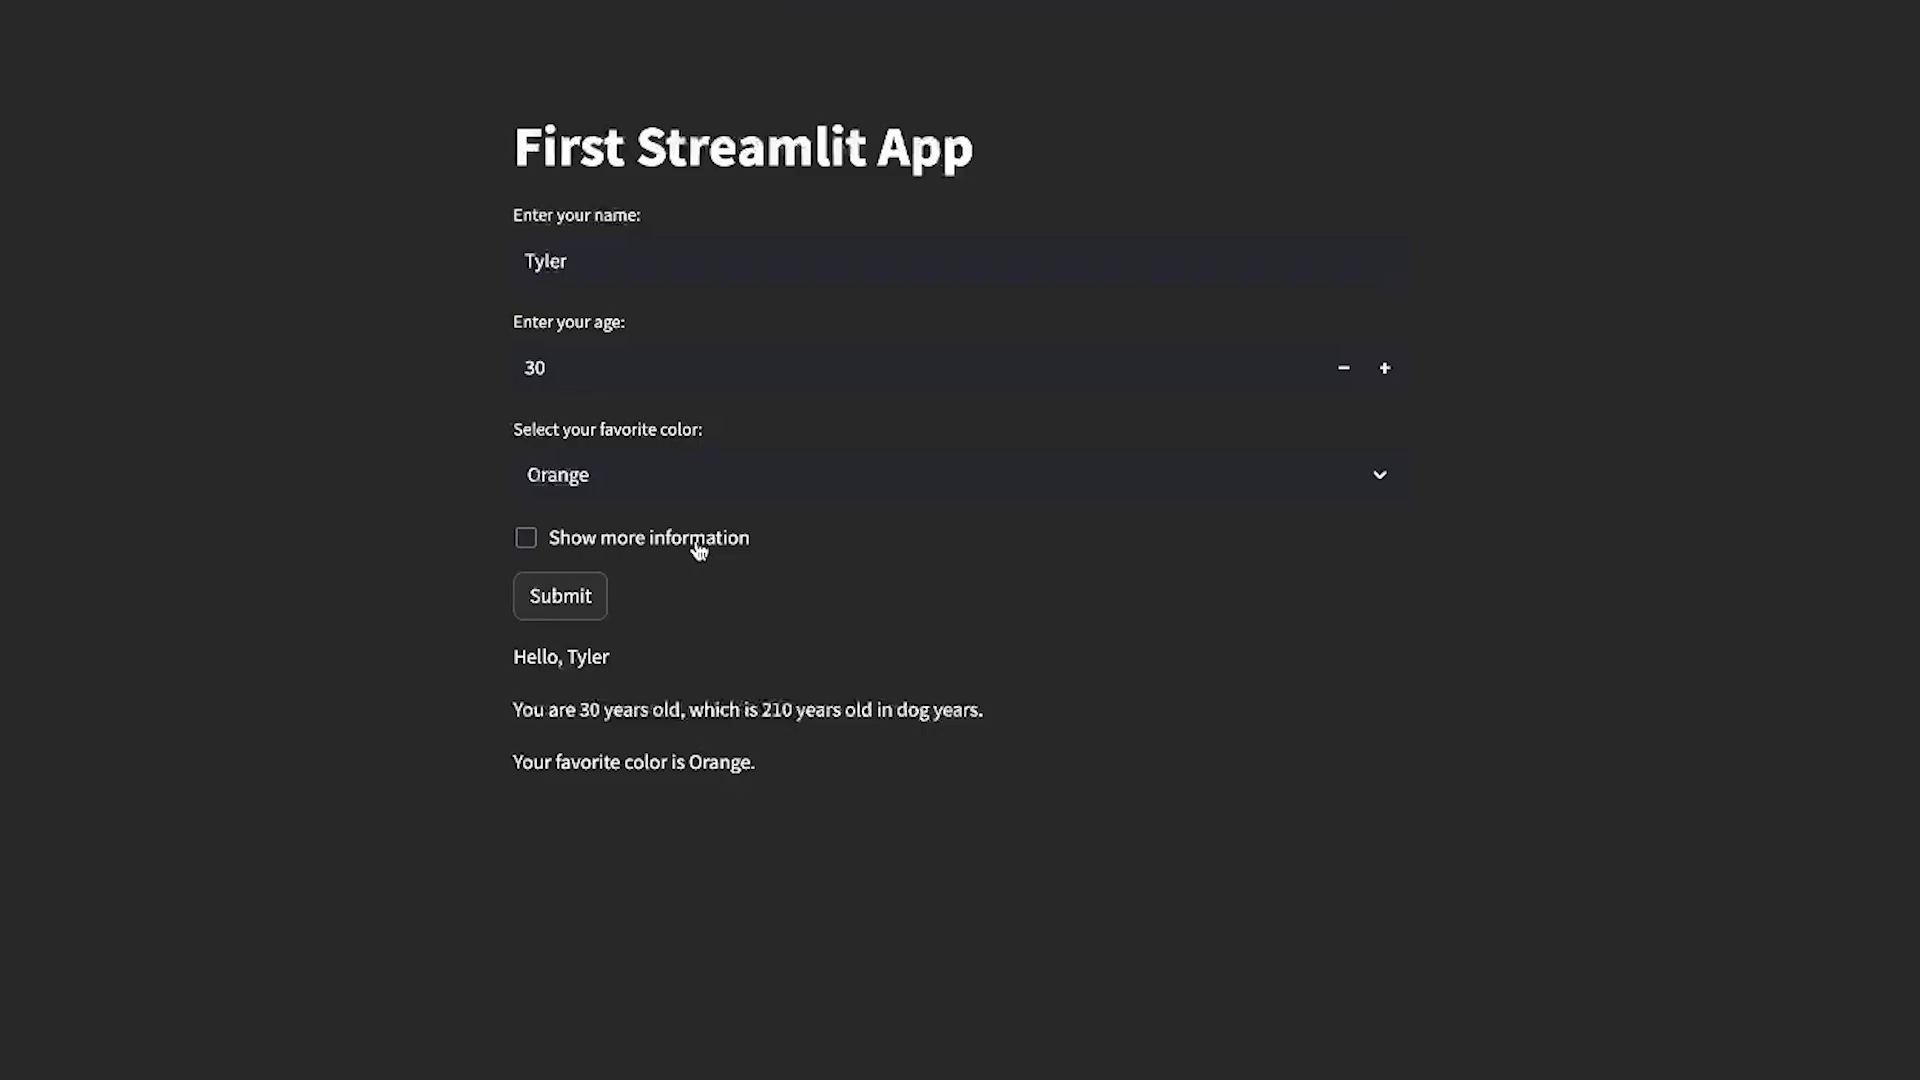 First Streamlit App
Enter your name:
Tyler
Enter your age:
30
Select your favorite color:
Orange
Show more information
Submit
Hello, Tyler
You are 30 years old, which is 210 years old in dog years.
Your favorite color is Orange.